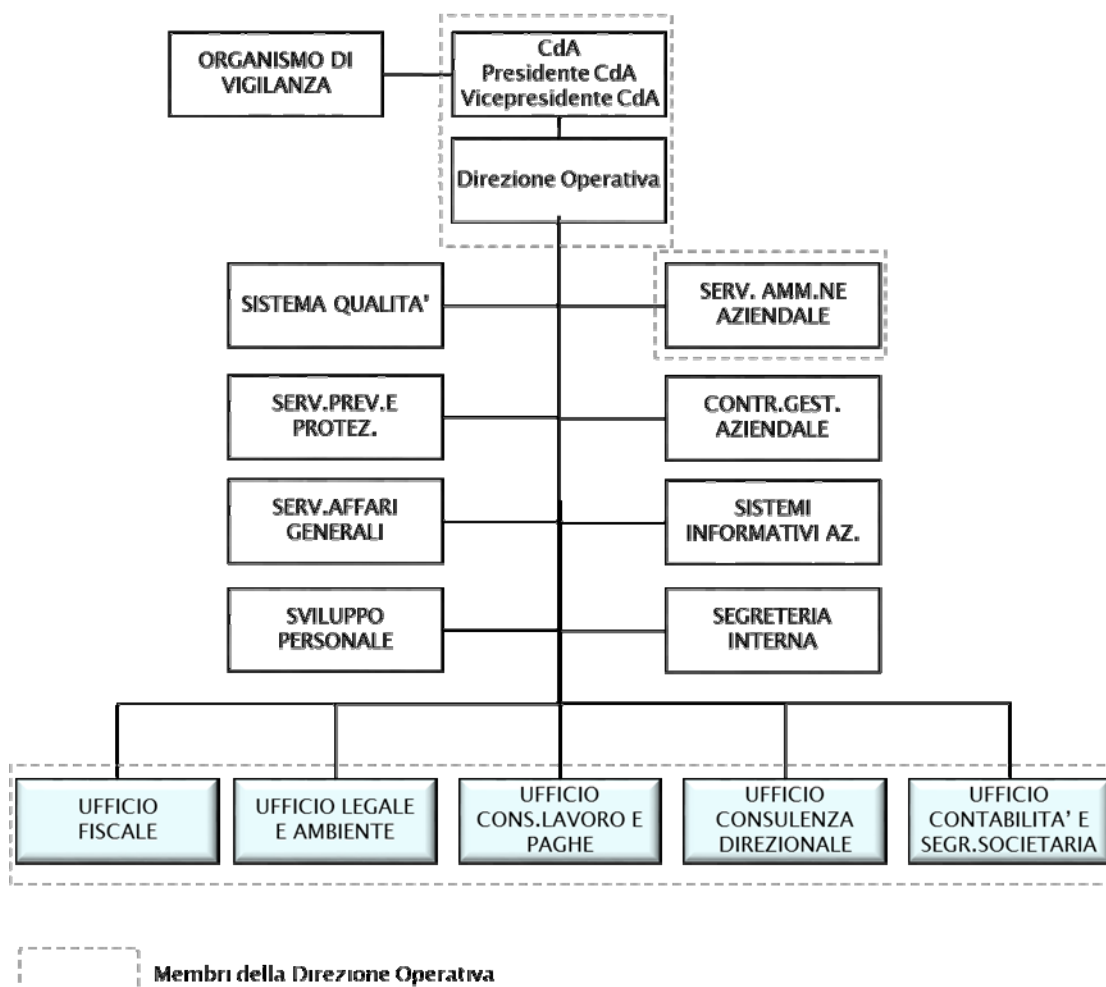 ORGANISMO DI
VIGILANZA
CdA
Presidente CdA
Vicepresidente CdA
Direzione Operativa
SISTEMA QUALITA'
SERV. AMM.NE
AZIENDALE
SERV.PREV.E
PROTEZ.
CONTR.GEST.
AZIENDALE
SERV.AFFARI
GENERALI
SISTEMI
INFORMATIVI AZ.
SVILUPPO
PERSONALE
SEGRETERIA
INTERNA
UFFICIO
FISCALE
UFFICIO LEGALE
E AMBIENTE
UFFICIO
CONS.LAVORO E
PAGHE
UFFICIO
CONSULENZA
DIREZIONALE
UFFICIO
CONTABILITA' E
SEGR.SOCIETARIA
Membri della Direzione Operativa